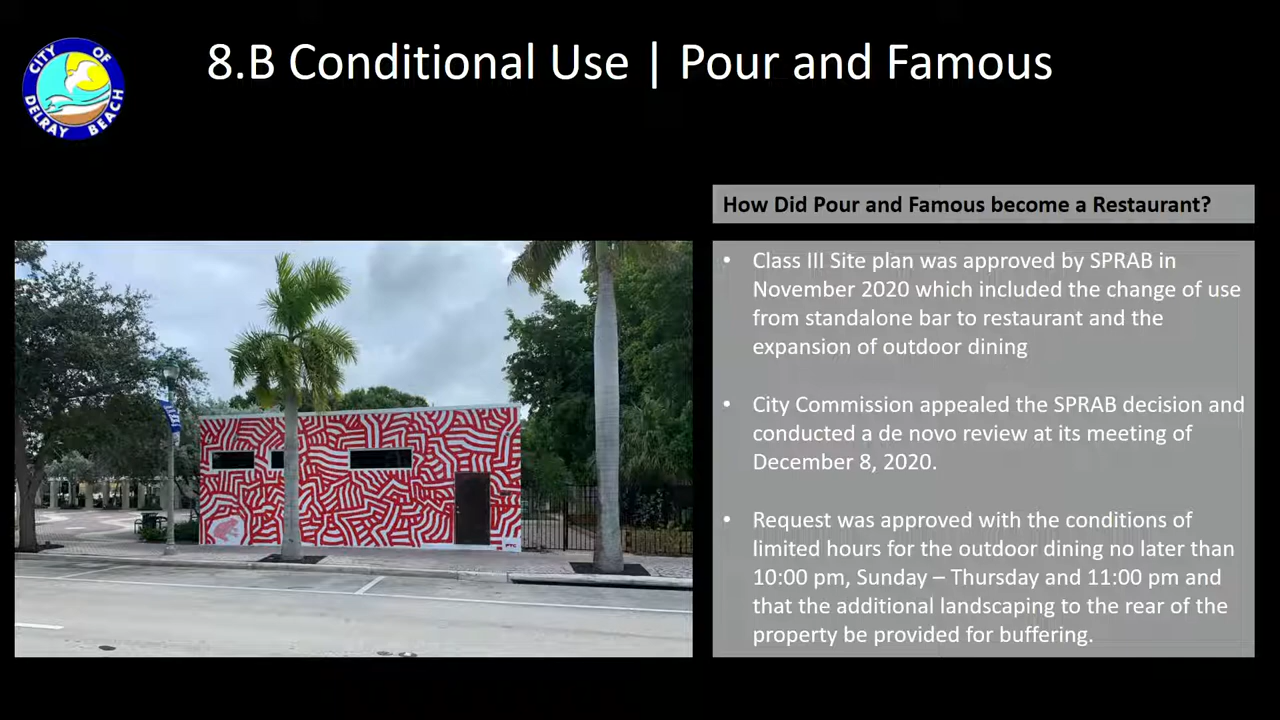 8.B Conditional Use | Pour and Famous
CITY OF
DELRAY BEACH
How Did Pour and Famous become a Restaurant?
• Class III Site plan was approved by SPRAB in
November 2020 which included the change of use
from standalone bar to restaurant and the
expansion of outdoor dining
• City Commission appealed the SPRAB decision and
conducted a de novo review at its meeting of
December 8, 2020.
• Request was approved with the conditions of
limited hours for the outdoor dining no later than
10:00 pm, Sunday – Thursday and 11:00 pm and
that the additional landscaping to the rear of the
property be provided for buffering.